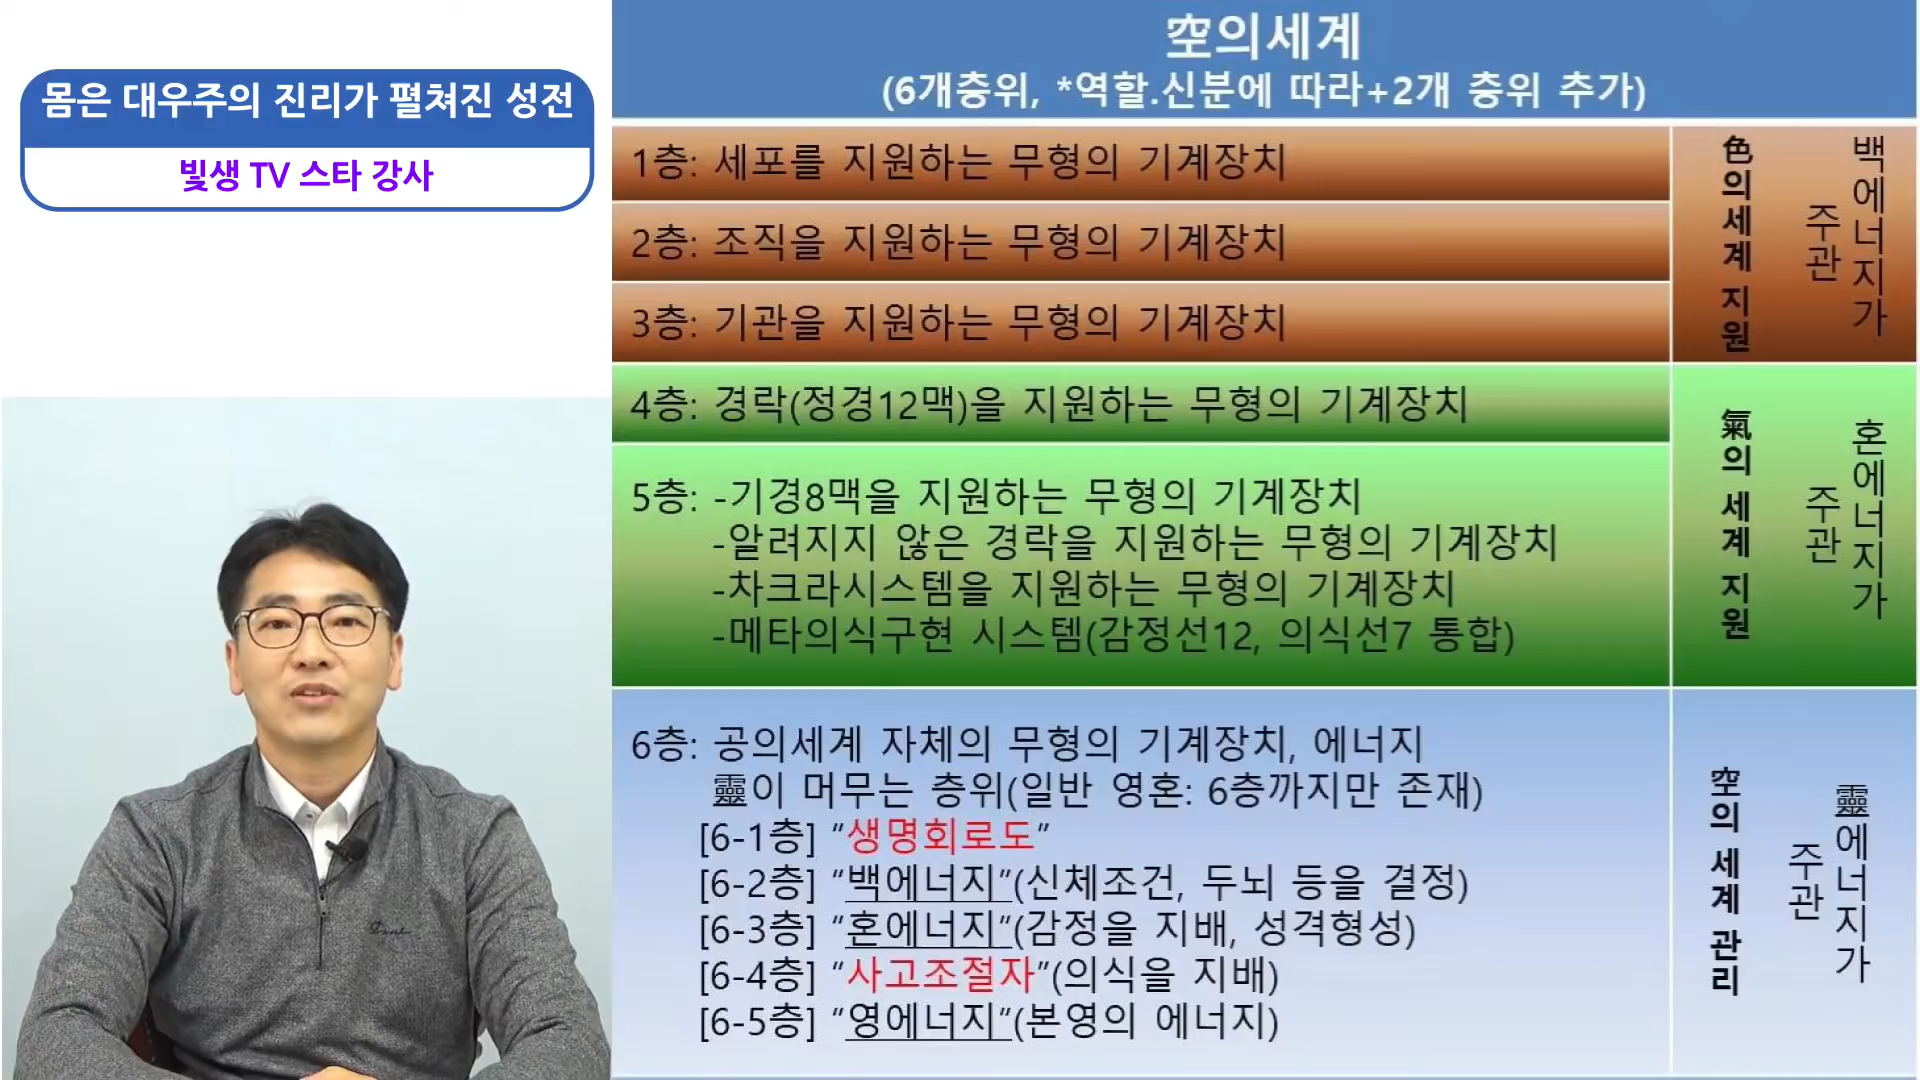 몸은 대우주의 진리가 펼쳐진 성전
빛생 TV 스타 강사
空의세계
(6개층위, *역할.신분에 따라+2개 층위 추가)
1층: 세포를 지원하는 무형의 기계장치
2층: 조직을 지원하는 무형의 기계장치
3층: 기관을 지원하는 무형의 기계장치
色의세계 지원
백에너지가
주관
4층: 경락(정경12맥)을 지원하는 무형의 기계장치
5층: -기경8맥을 지원하는 무형의 기계장치
-알려지지 않은 경락을 지원하는 무형의 기계장치
-차크라시스템을 지원하는 무형의 기계장치
-메타의식구현 시스템(감정선12, 의식선7 통합)
氣의 세계 지원
혼에너지가
주관
6층: 공의세계 자체의 무형의 기계장치, 에너지
靈이 머무는 층위(일반 영혼: 6층까지만 존재)
[6-1층] “생명회로도”
[6-2층] “백에너지”(신체조건, 두뇌 등을 결정)
[6-3층] “혼에너지”(감정을 지배, 성격형성)
[6-4층] “사고조절자”(의식을 지배)
[6-5층] “영에너지”(본영의 에너지)
空의 세계 관리
靈에너지가
주관